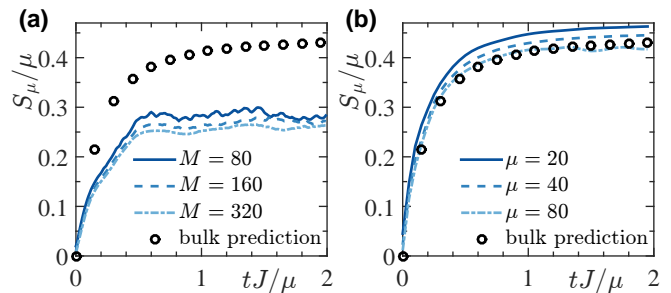 (a)
S_μ/μ
0.4
0.3
0.2
0.1
0
M = 80
M = 160
M = 320
bulk prediction
0
1
2
tJ/μ
(b)
S_μ/μ
0.4
0.3
0.2
0.1
0
μ = 20
μ = 40
μ = 80
bulk prediction
0
1
2
tJ/μ